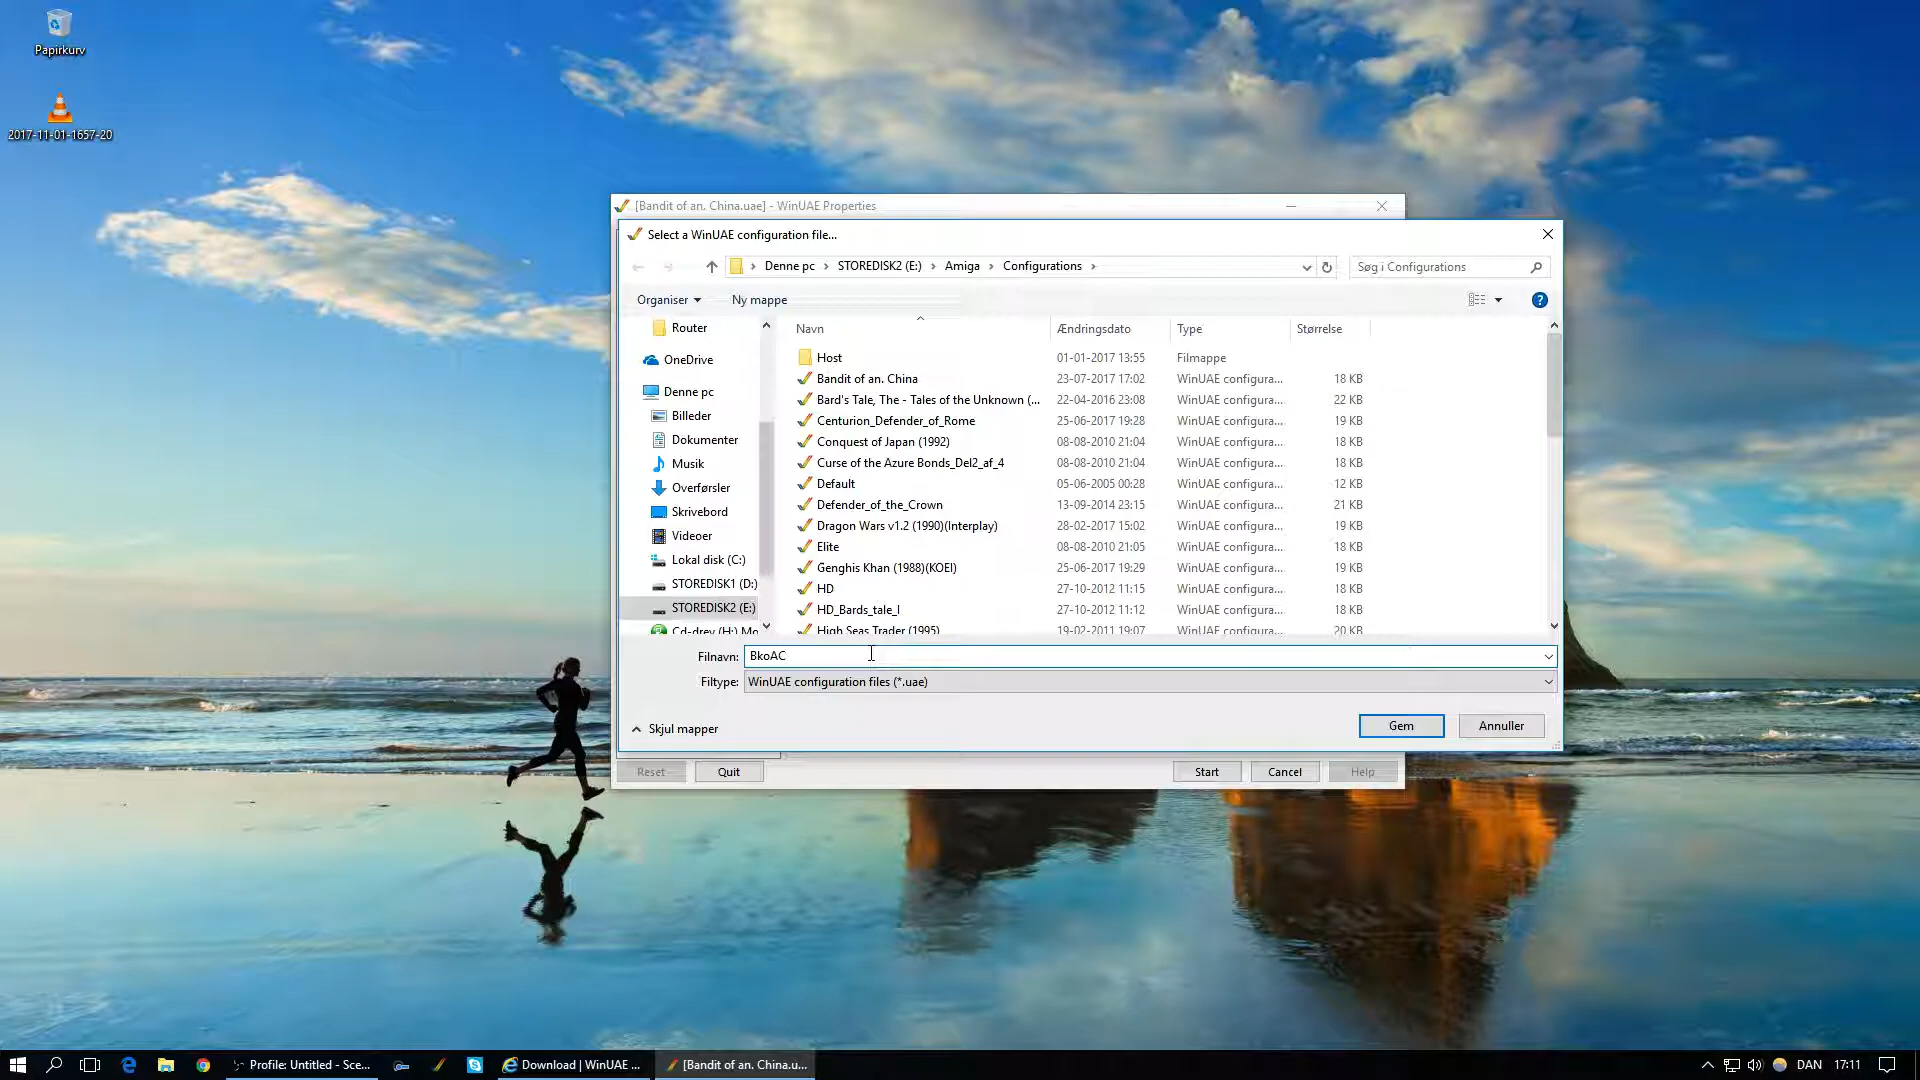 Papirkurv
2017-11-01-1657-20
[Bandit of an. China.uae] - WinUAE Properties
Select a WinUAE configuration file...
Denne pc
STOREDISK2 (E:)
Amiga
Configurations
Søg i Configurations
Organiser
Ny mappe
Router
OneDrive
Denne pc
Billeder
Dokumenter
Musik
Overførsler
Skrivebord
Videoer
Lokal disk (C:)
STOREDISK1 (D:)
STOREDISK2 (E:)
Cd-drev (H:) Mo
Navn Ændringsdato Type Størrelse
Host 01-01-2017 13:55 Filmappe
Bandit of an. China 23-07-2017 17:02 WinUAE configura... 18 KB
Bard's Tale, The - Tales of the Unknown (... 22-04-2016 23:08 WinUAE configura... 22 KB
Centurion_Defender_of_Rome 25-06-2017 19:28 WinUAE configura... 19 KB
Conquest of Japan (1992) 08-08-2010 21:04 WinUAE configura... 18 KB
Curse of the Azure Bonds_Del2_af_4 08-08-2010 21:04 WinUAE configura... 18 KB
Default 05-06-2005 00:28 WinUAE configura... 12 KB
Defender_of_the_Crown 13-09-2014 23:15 WinUAE configura... 21 KB
Dragon Wars v1.2 (1990)(Interplay) 28-02-2017 15:02 WinUAE configura... 19 KB
Elite 08-08-2010 21:05 WinUAE configura... 18 KB
Genghis Khan (1988)(KOEI) 25-06-2017 19:29 WinUAE configura... 19 KB
HD 27-10-2012 11:15 WinUAE configura... 18 KB
HD_Bards_tale_I 27-10-2012 11:12 WinUAE configura... 18 KB
High Seas Trader (1995) 19-02-2011 19:07 WinUAE configura... 20 KB
Filnavn: BkoAC
Filtype: WinUAE configuration files (*.uae)
Skjul mapper
Gem
Annuller
Reset
Quit
Start
Cancel
Help
Profile: Untitled - Sce...
Download | WinUAE ...
[Bandit of an. China.u...
DAN
17:11